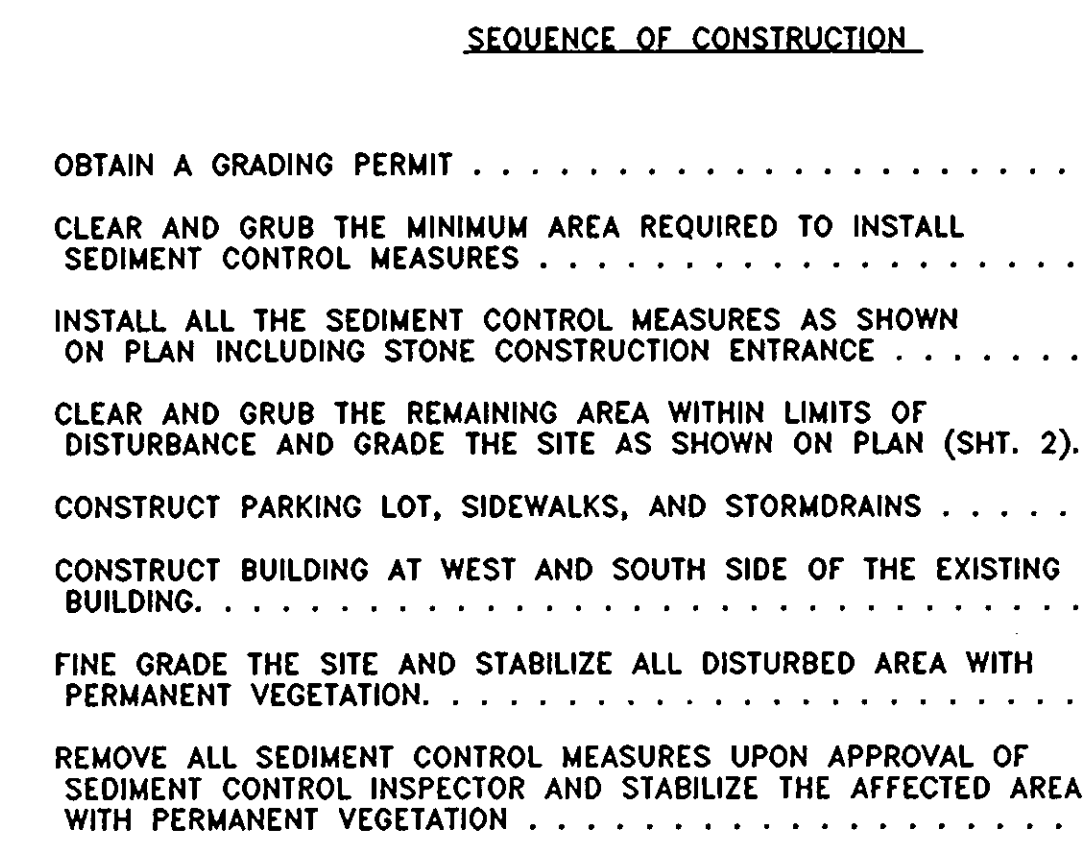 SEQUENCE OF CONSTRUCTION
OBTAIN A GRADING PERMIT . . . . . . . . . . . . . . . . . . . . .
CLEAR AND GRUB THE MINIMUM AREA REQUIRED TO INSTALL
SEDIMENT CONTROL MEASURES . . . . . . . . . . . . . . . . . . .
INSTALL ALL THE SEDIMENT CONTROL MEASURES AS SHOWN
ON PLAN INCLUDING STONE CONSTRUCTION ENTRANCE . . . . . . .
CLEAR AND GRUB THE REMAINING AREA WITHIN LIMITS OF
DISTURBANCE AND GRADE THE SITE AS SHOWN ON PLAN (SHT. 2).
CONSTRUCT PARKING LOT, SIDEWALKS, AND STORMDRAINS . . . . .
CONSTRUCT BUILDING AT WEST AND SOUTH SIDE OF THE EXISTING
BUILDING. . . . . . . . . . . . . . . . . . . . . . . . . . . . . . .
FINE GRADE THE SITE AND STABILIZE ALL DISTURBED AREA WITH
PERMANENT VEGETATION. . . . . . . . . . . . . . . . . . . . . . .
REMOVE ALL SEDIMENT CONTROL MEASURES UPON APPROVAL OF
SEDIMENT CONTROL INSPECTOR AND STABILIZE THE AFFECTED AREA
WITH PERMANENT VEGETATION . . . . . . . . . . . . . . . . . . .